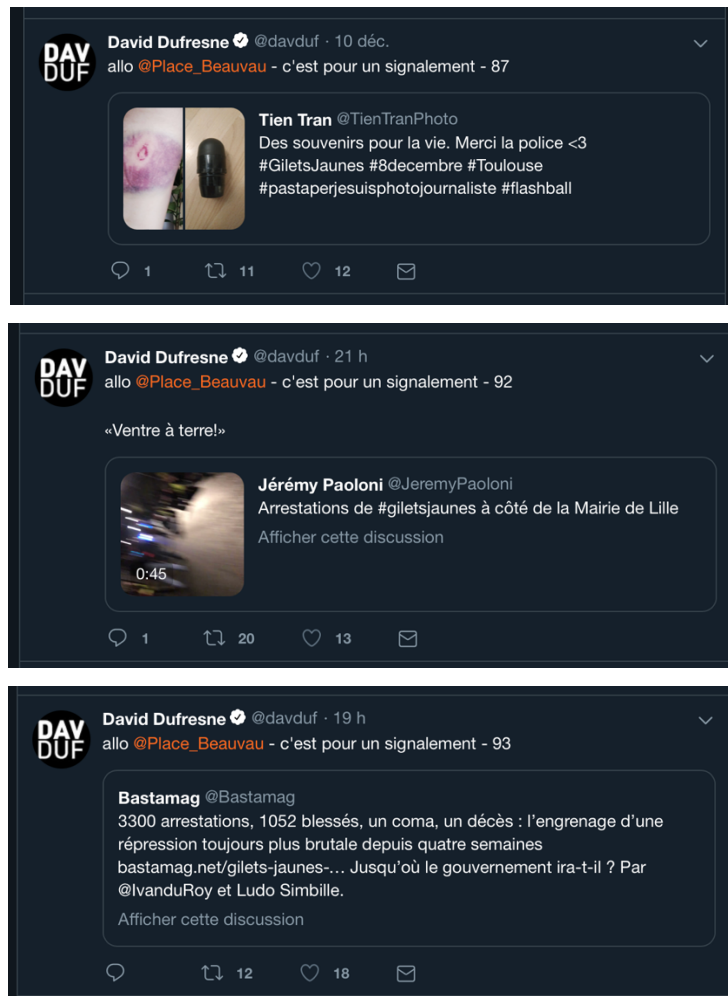 DAV
DUF
David Dufresne @davduf · 10 déc.
allo @Place_Beauvau - c'est pour un signalement - 87
Tien Tran @TienTranPhoto
Des souvenirs pour la vie. Merci la police <3
#GiletsJaunes #8decembre #Toulouse
#pastaperjesuisphotojournaliste #flashball
1 11 12
DAV
DUF
David Dufresne @davduf · 21 h
allo @Place_Beauvau - c'est pour un signalement - 92
«Ventre à terre!»
Jérémy Paoloni @JeremyPaoloni
Arrestations de #giletsjaunes à côté de la Mairie de Lille
Afficher cette discussion
0:45
1 20 13
DAV
DUF
David Dufresne @davduf · 19 h
allo @Place_Beauvau - c'est pour un signalement - 93
Bastamag @Bastamag
3300 arrestations, 1052 blessés, un coma, un décès : l'engrenage d'une
répression toujours plus brutale depuis quatre semaines
bastamag.net/gilets-jaunes-… Jusqu'où le gouvernement ira-t-il ? Par
@IvanduRoy et Ludo Simbille.
Afficher cette discussion
12 18